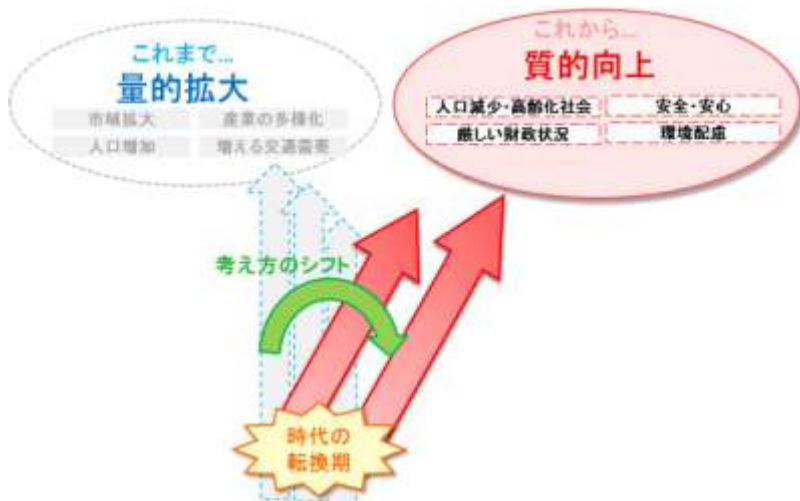 これまで…
量的拡大
市域拡大
産業の多様化
人口増加
増える交通需要
これから…
質的向上
人口減少・高齢化社会
安全・安心
厳しい財政状況
環境配慮
考え方のシフト
時代の
転換期